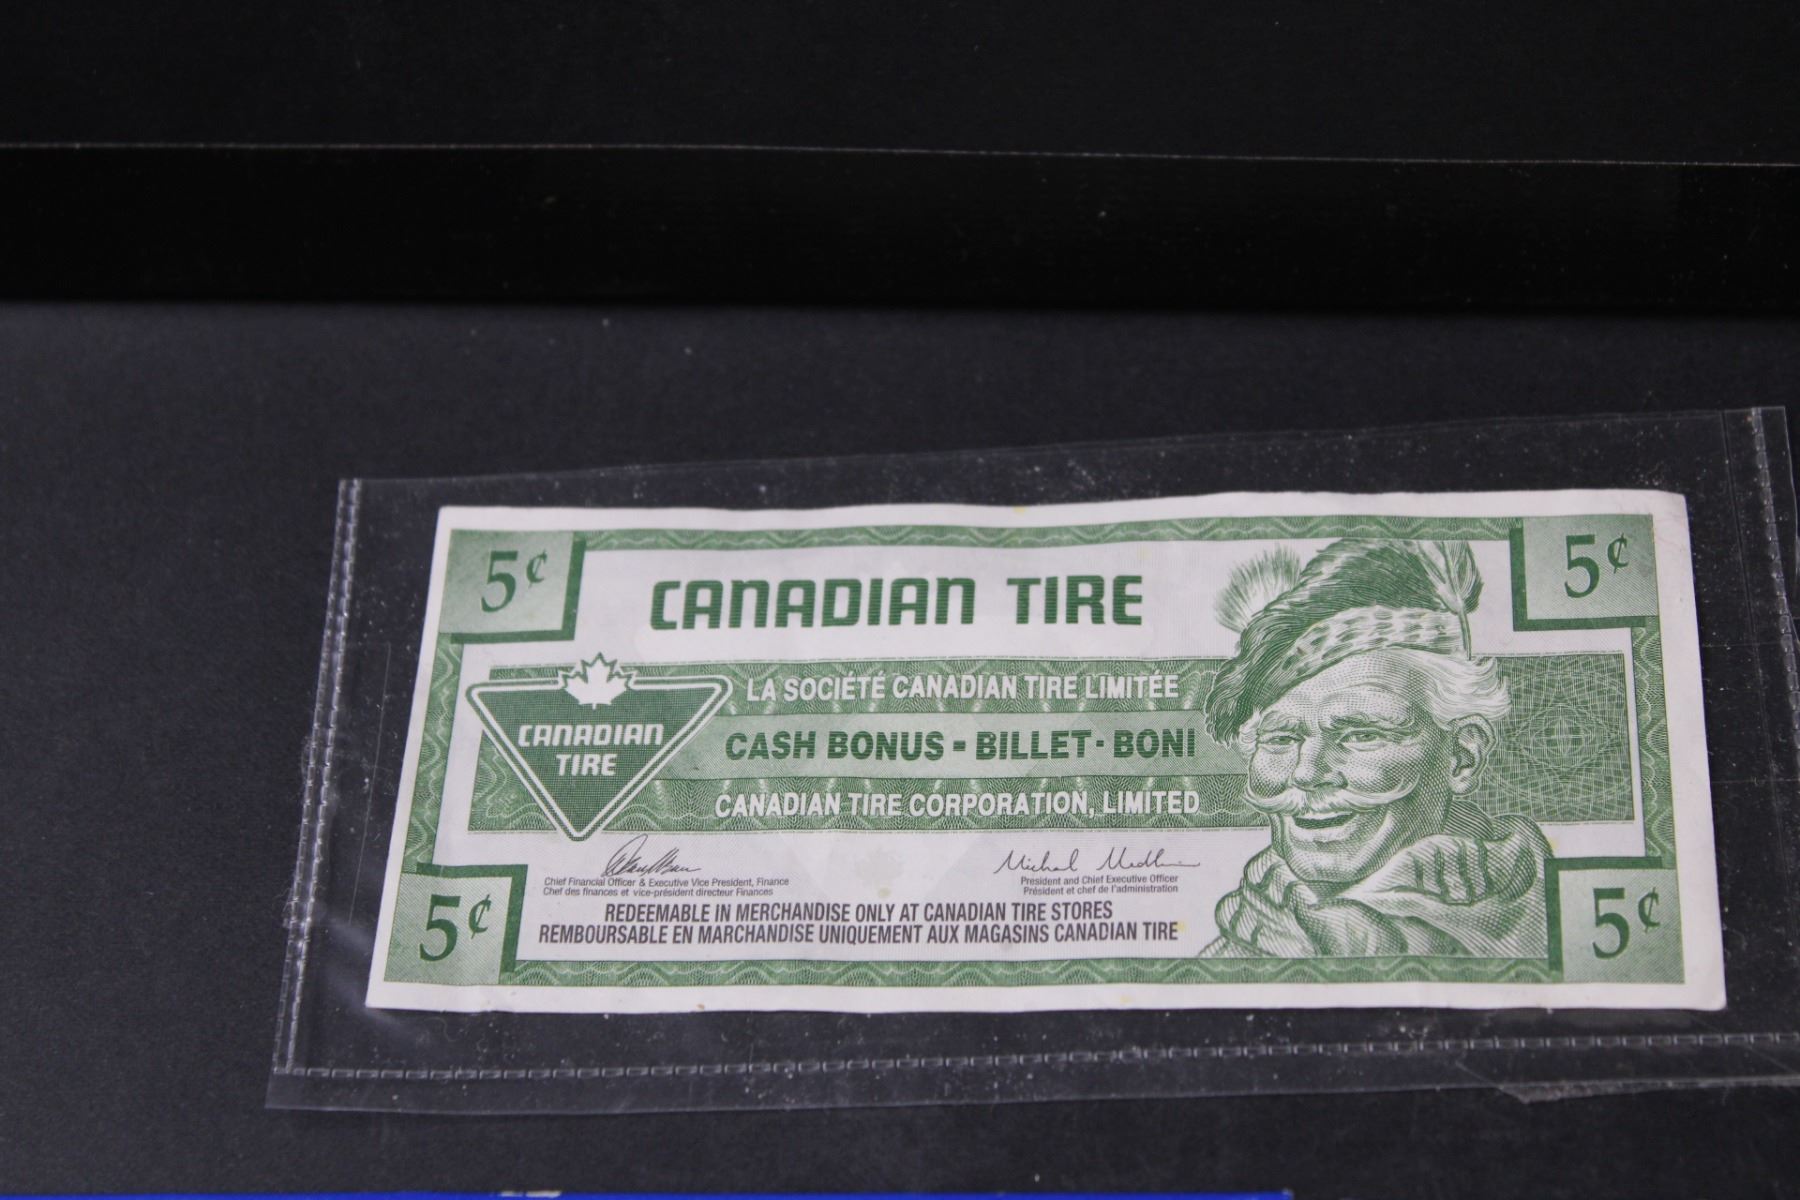 5¢
5¢
CANADIAN TIRE
LA SOCIÉTÉ CANADIAN TIRE LIMITÉE
CANADIAN
TIRE
CASH BONUS - BILLET - BONI
CANADIAN TIRE CORPORATION, LIMITED
Chief Financial Officer & Executive Vice President, Finance
Chef des finances et vice-président directeur Finances
President and Chief Executive Officer
Président et chef de l'administration
REDEEMABLE IN MERCHANDISE ONLY AT CANADIAN TIRE STORES
REMBOURSABLE EN MARCHANDISE UNIQUEMENT AUX MAGASINS CANADIAN TIRE
5¢
5¢